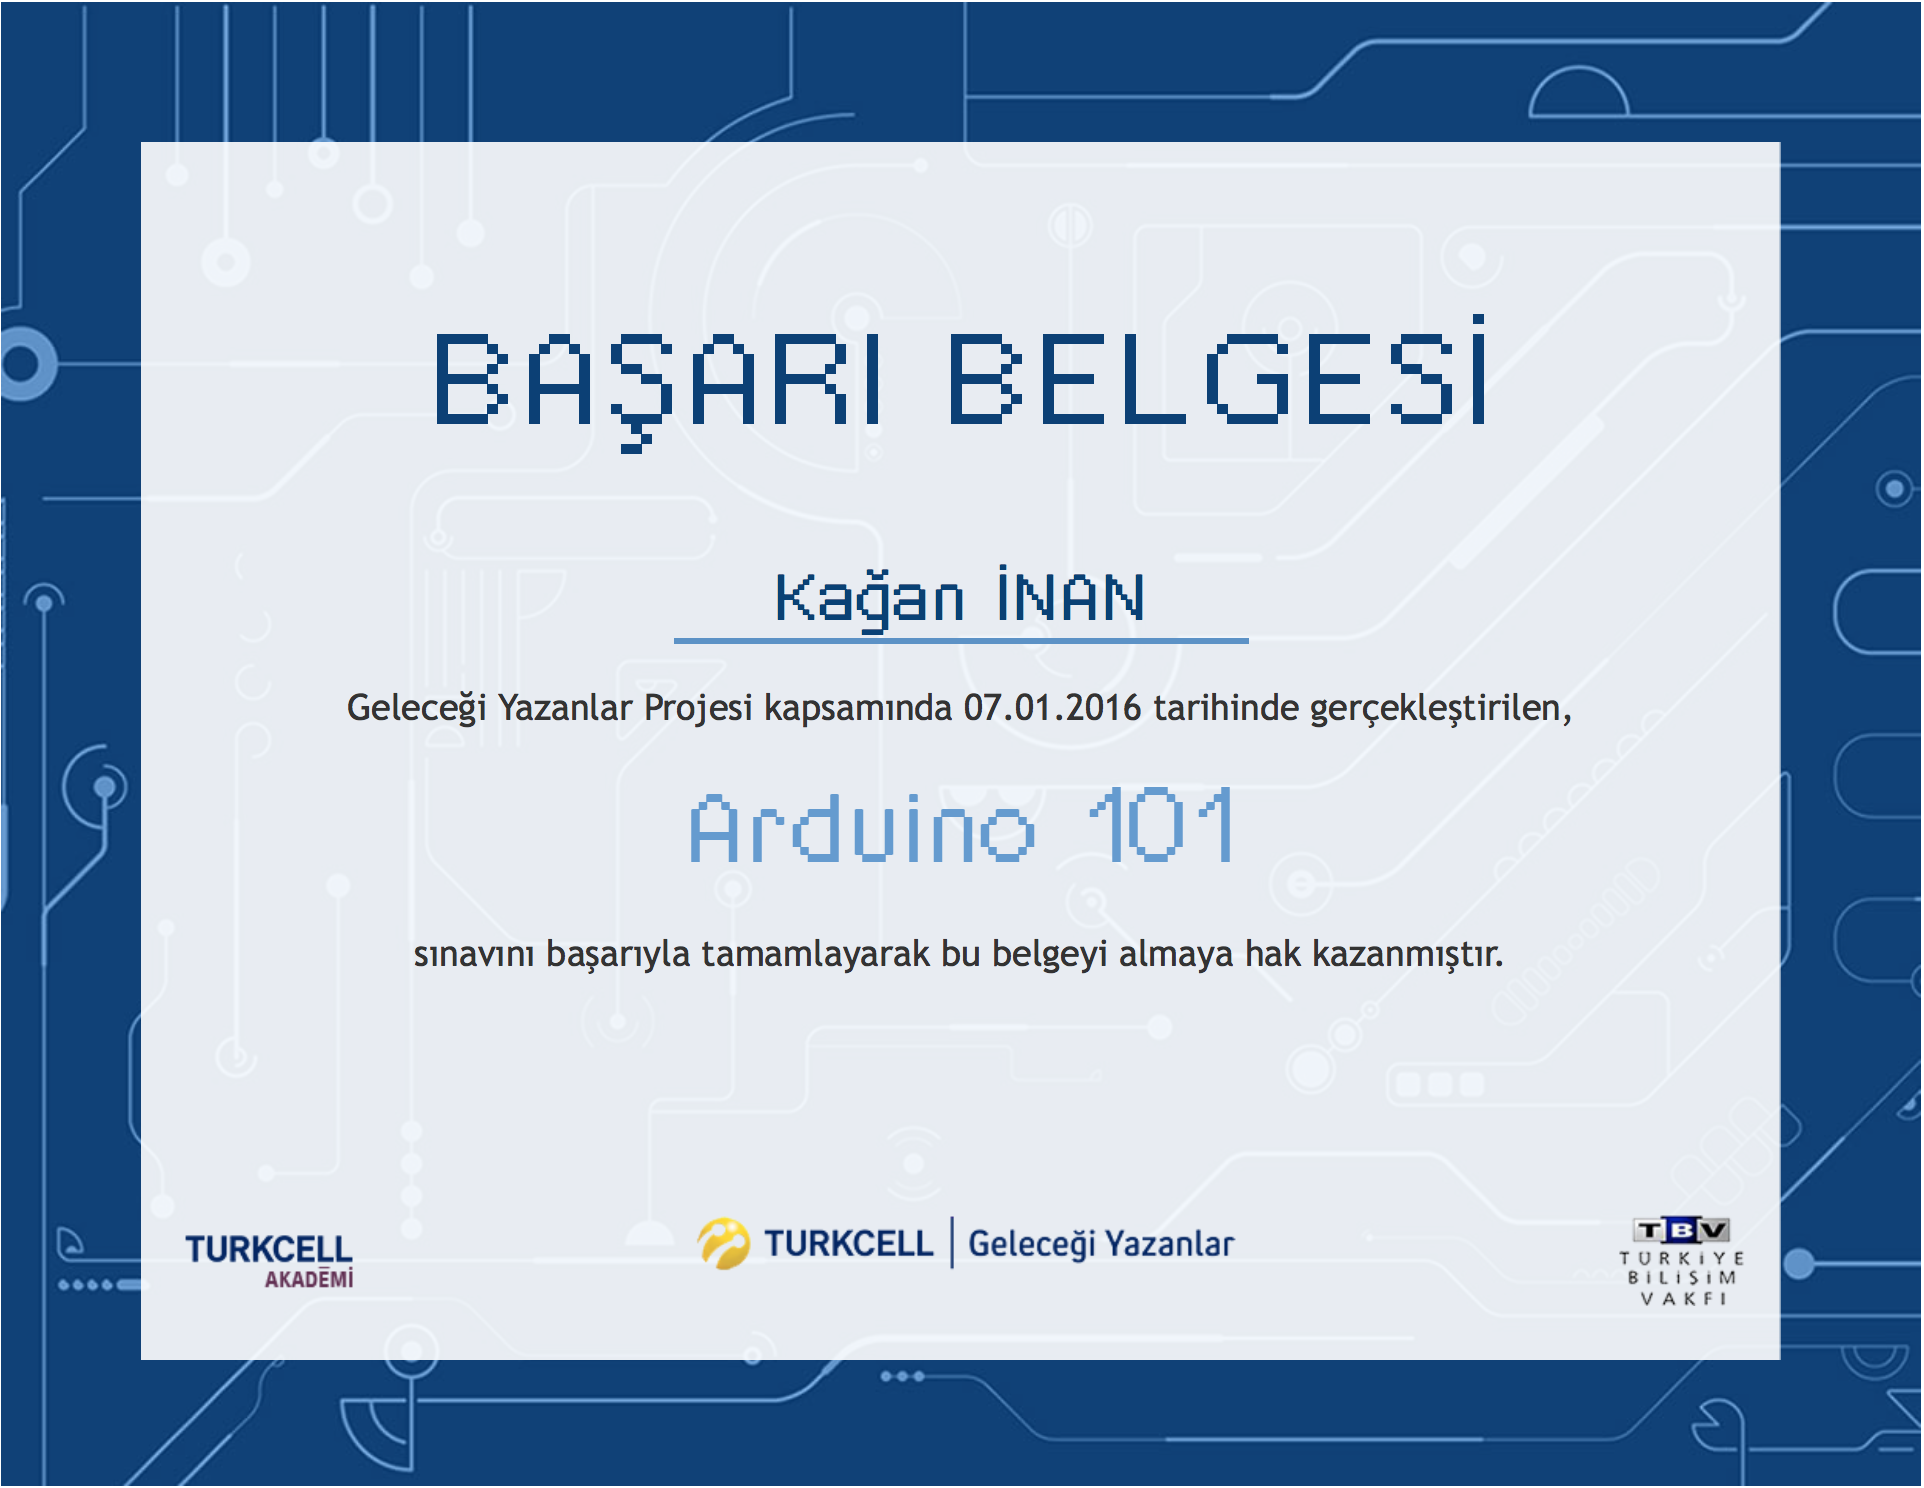 BAŞARI BELGESİ
Kağan İNAN
Geleceği Yazanlar Projesi kapsamında 07.01.2016 tarihinde gerçekleştirilen,
Arduino 101
sınavını başarıyla tamamlayarak bu belgeyi almaya hak kazanmıştır.
TURKCELL
AKADEMİ
TURKCELL | Geleceği Yazanlar
TBV
TÜRKİYE
BİLİŞİM
VAKFI